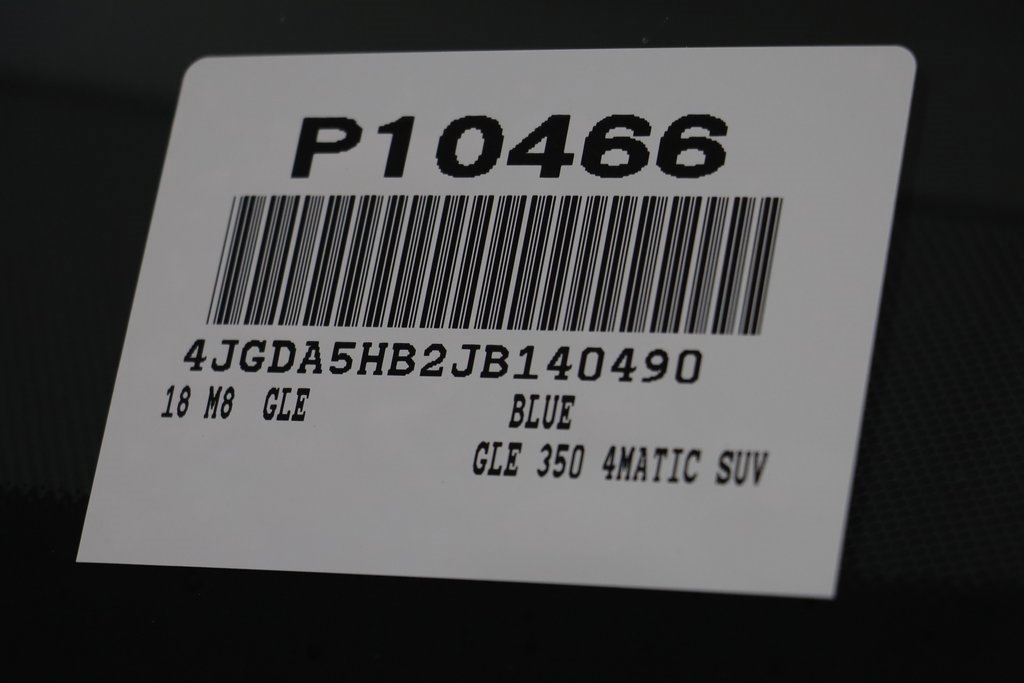 P10466
4JGDA5HB2JB140490
18 M8 GLE BLUE
GLE 350 4MATIC SUV